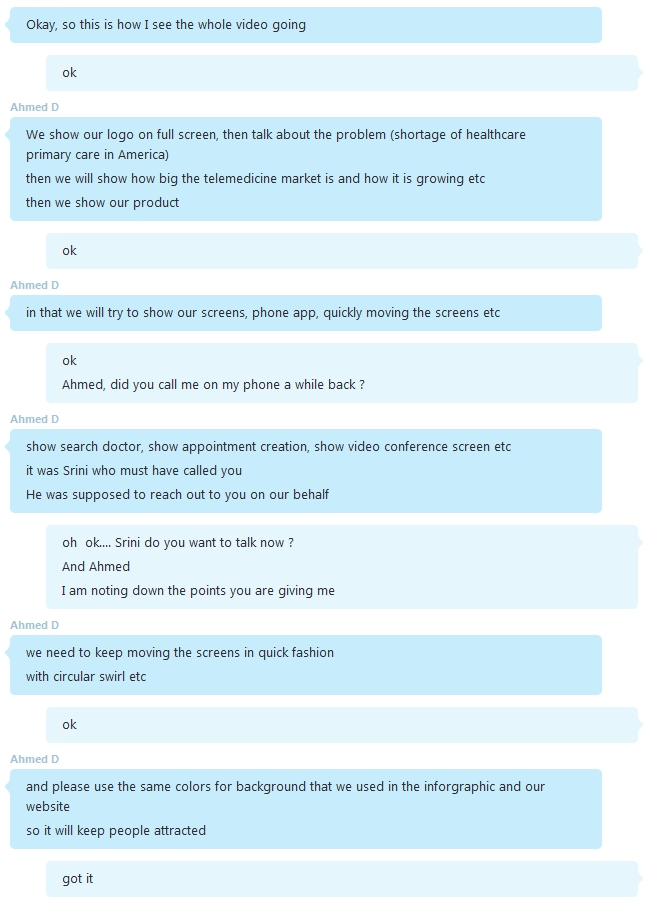 Okay, so this is how I see the whole video going
ok
Ahmed D
We show our logo on full screen, then talk about the problem (shortage of healthcare
primary care in America)
then we will show how big the telemedicine market is and how it is growing etc
then we show our product
ok
Ahmed D
in that we will try to show our screens, phone app, quickly moving the screens etc
ok
Ahmed, did you call me on my phone a while back ?
Ahmed D
show search doctor, show appointment creation, show video conference screen etc
it was Srini who must have called you
He was supposed to reach out to you on our behalf
oh  ok.... Srini do you want to talk now ?
And Ahmed
I am noting down the points you are giving me
Ahmed D
we need to keep moving the screens in quick fashion
with circular swirl etc
ok
Ahmed D
and please use the same colors for background that we used in the inforgraphic and our
website
so it will keep people attracted
got it